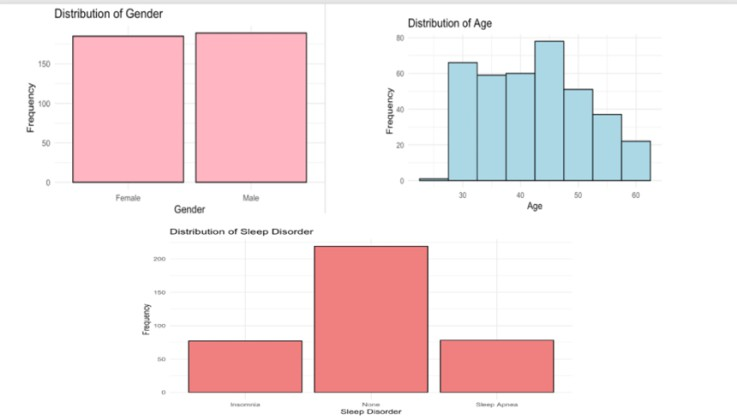 Distribution of Gender
Frequency
150
100
50
0
Female Male
Gender
Distribution of Age
Frequency
80
60
40
20
0
30 40 50 60
Age
Distribution of Sleep Disorder
Frequency
200
150
100
50
0
Insomnia None Sleep Apnea
Sleep Disorder